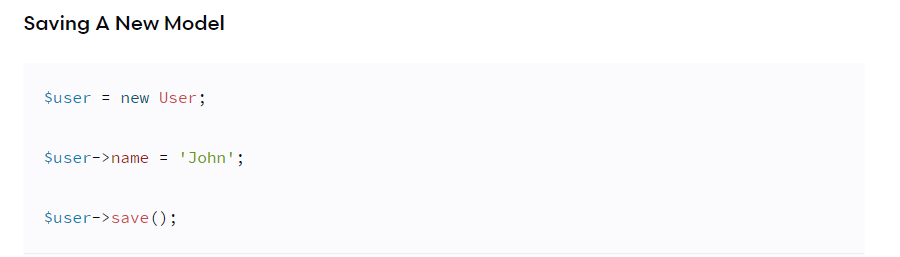 Saving A New Model
$user = new User;
$user->name = 'John';
$user->save();